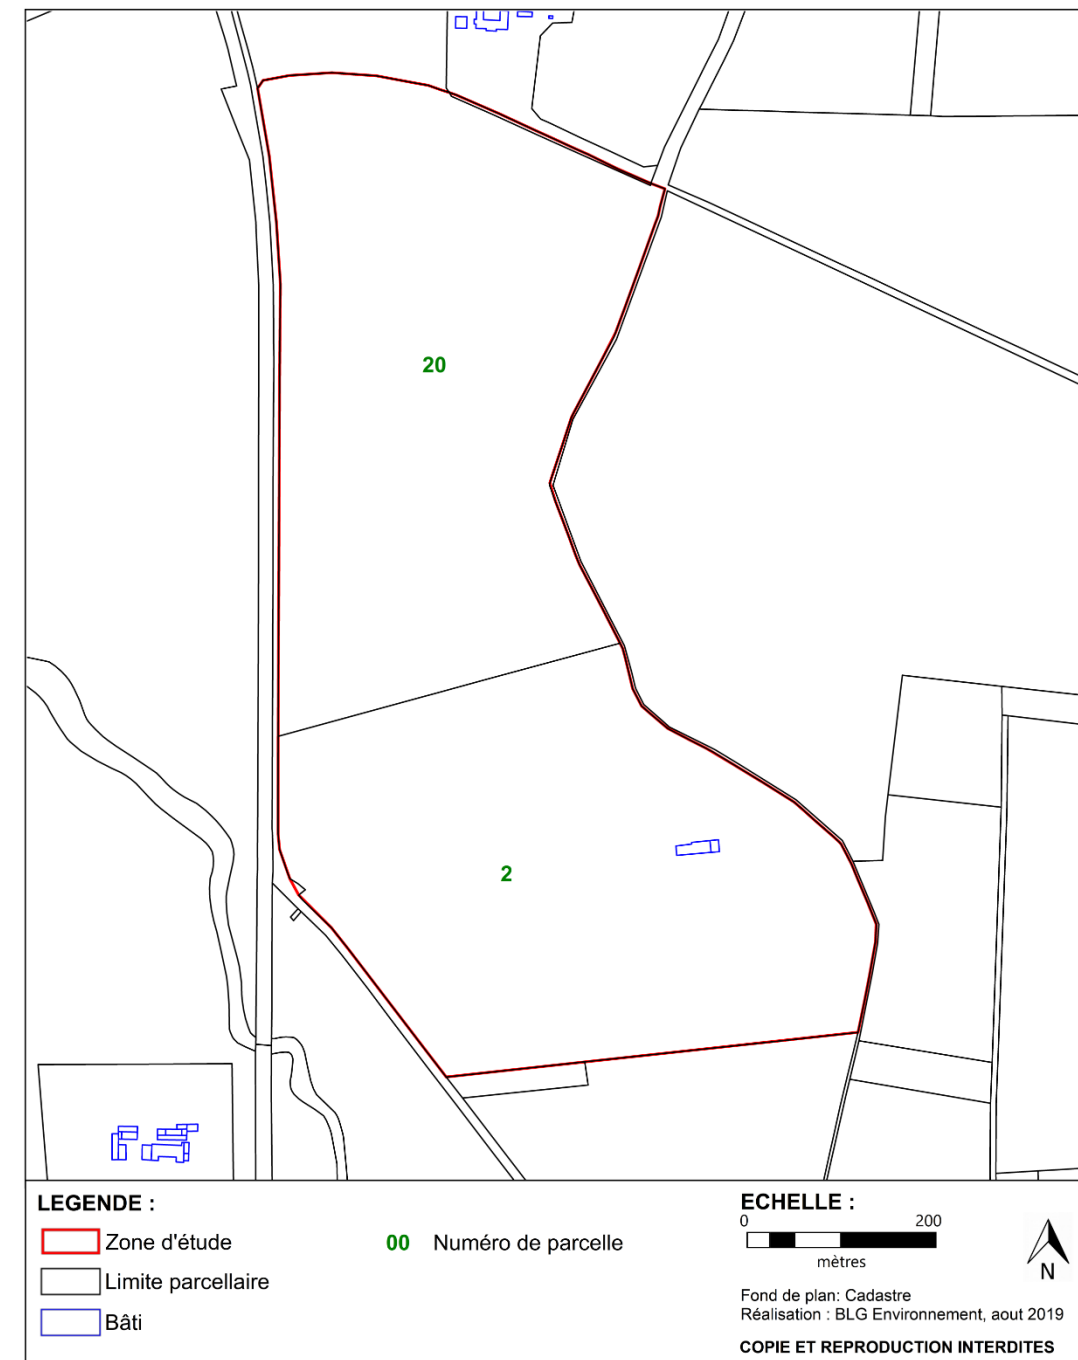 20
2
LEGENDE :
Zone d'étude
Limite parcellaire
Bâti
00 Numéro de parcelle
ECHELLE :
0 200
mètres
N
Fond de plan: Cadastre
Réalisation : BLG Environnement, aout 2019
COPIE ET REPRODUCTION INTERDITES